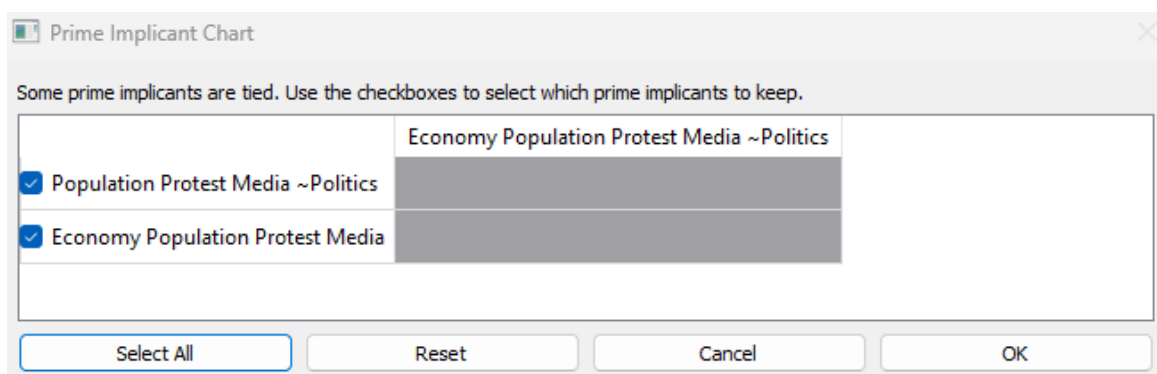 Prime Implicant Chart
Some prime implicants are tied. Use the checkboxes to select which prime implicants to keep.
Economy Population Protest Media ~Politics
Population Protest Media ~Politics
Economy Population Protest Media
Select All Reset Cancel OK